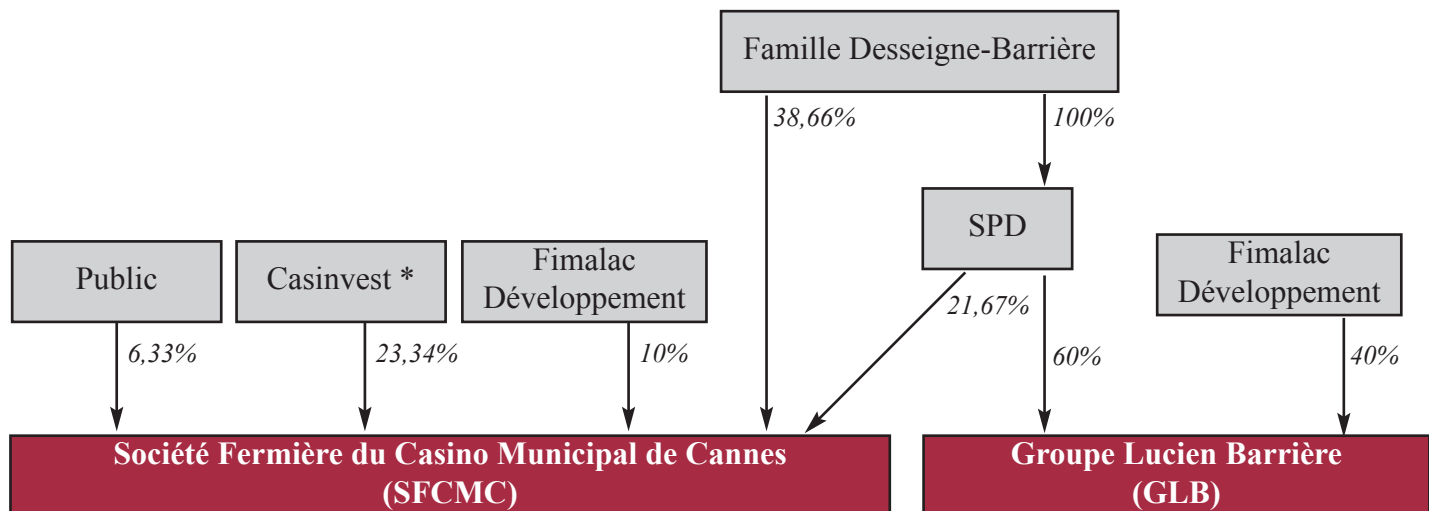 Famille Desseigne-Barrière
38,66%
100%
SPD
Public
Casinvest *
Fimalac
Développement
Fimalac
Développement
6,33%
23,34%
10%
21,67%
60%
40%
Société Fermière du Casino Municipal de Cannes
(SFCMC)
Groupe Lucien Barrière
(GLB)